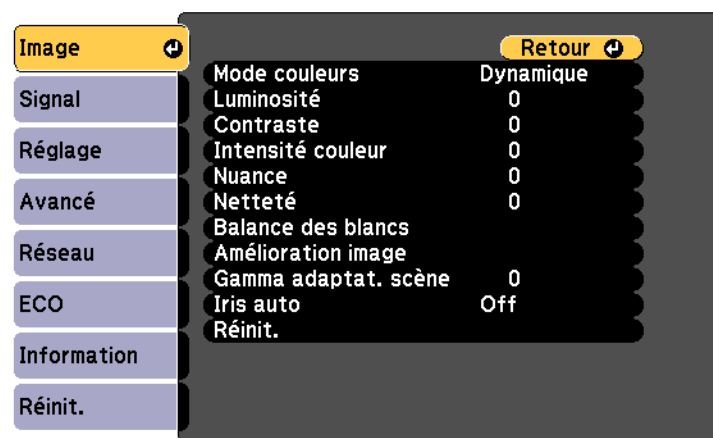 Image
Signal
Réglage
Avancé
Réseau
ECO
Information
Réinit.
Retour
Mode couleurs Dynamique
Luminosité 0
Contraste 0
Intensité couleur 0
Nuance 0
Netteté 0
Balance des blancs
Amélioration image
Gamma adaptat. scène 0
Iris auto Off
Réinit.